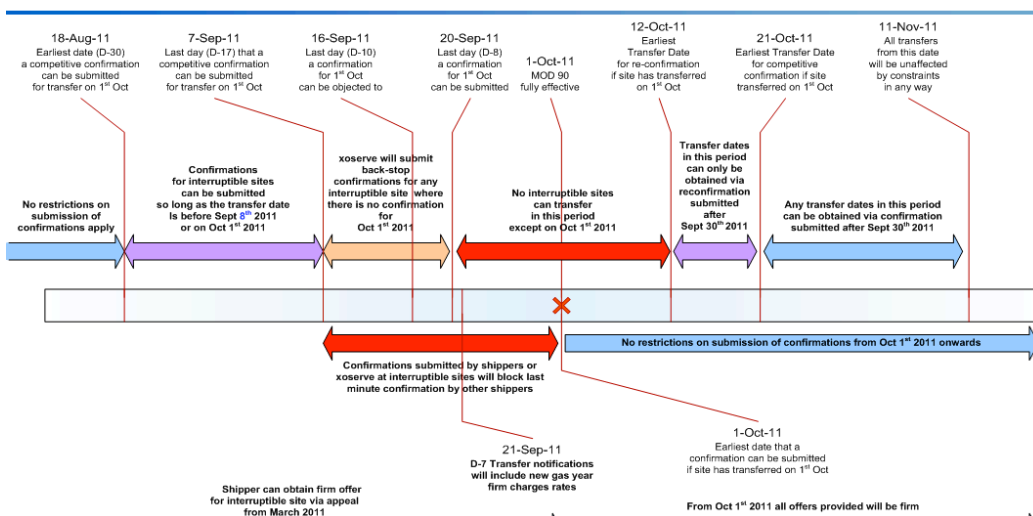 18-Aug-11
Earliest date (D-30)
a competitive confirmation
can be submitted
for transfer on 1st Oct
7-Sep-11
Last day (D-17) that a
competitive confirmation
can be submitted
for transfer on 1st Oct
16-Sep-11
Last day (D-10)
a confirmation
for 1st Oct
can be objected to
20-Sep-11
Last day (D-8)
a confirmation
for 1st Oct
can be submitted
1-Oct-11
MOD 90
fully effective
12-Oct-11
Earliest
Transfer Date
for re-confirmation
if site has transferred
on 1st Oct
21-Oct-11
Earliest Transfer Date
for competitive
confirmation if site
transferred on 1st Oct
11-Nov-11
All transfers
from this date
will be unaffected
by constraints
in any way
No restrictions on
submission of
confirmations apply
Confirmations
for interruptible sites
can be submitted
so long as the transfer date
Is before Sept 8th 2011
or on Oct 1st 2011
xoserve will submit
back-stop
confirmations for any
interruptible site where
there is no confirmation
for
Oct 1st 2011
No interruptible sites
can transfer
in this period
except on Oct 1st 2011
Transfer dates
in this period
can only be
obtained via
reconfirmation
submitted
after
Sept 30th 2011
Any transfer dates in this period
can be obtained via confirmation
submitted after Sept 30th 2011
No restrictions on submission of confirmations from Oct 1st 2011 onwards
Confirmations submitted by shippers or
xoserve at interruptible sites will block last
minute confirmation by other shippers
21-Sep-11
D-7 Transfer notifications
will include new gas year
firm charges rates
1-Oct-11
Earliest date that a
confirmation can be submitted
if site has transferred on 1st Oct
Shipper can obtain firm offer
for interruptible site via appeal
from March 2011
From Oct 1st 2011 all offers provided will be firm